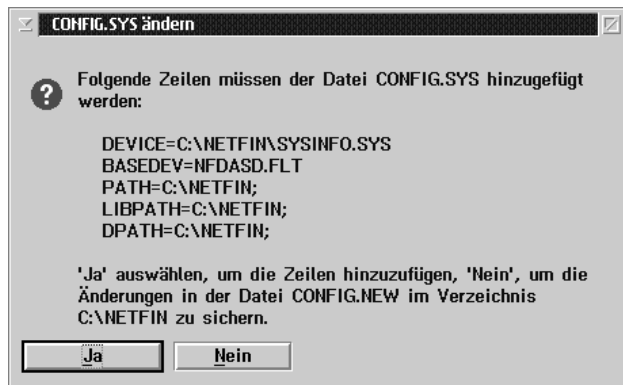 CONFIG.SYS ändern
Folgende Zeilen müssen der Datei CONFIG.SYS hinzugefügt
werden:
DEVICE=C:\NETFIN\SYSINFO.SYS
BASEDEV=NFDASD.FLT
PATH=C:\NETFIN;
LIBPATH=C:\NETFIN;
DPATH=C:\NETFIN;
'Ja' auswählen, um die Zeilen hinzuzufügen, 'Nein', um die
Änderungen in der Datei CONFIG.NEW im Verzeichnis
C:\NETFIN zu sichern.
Ja Nein